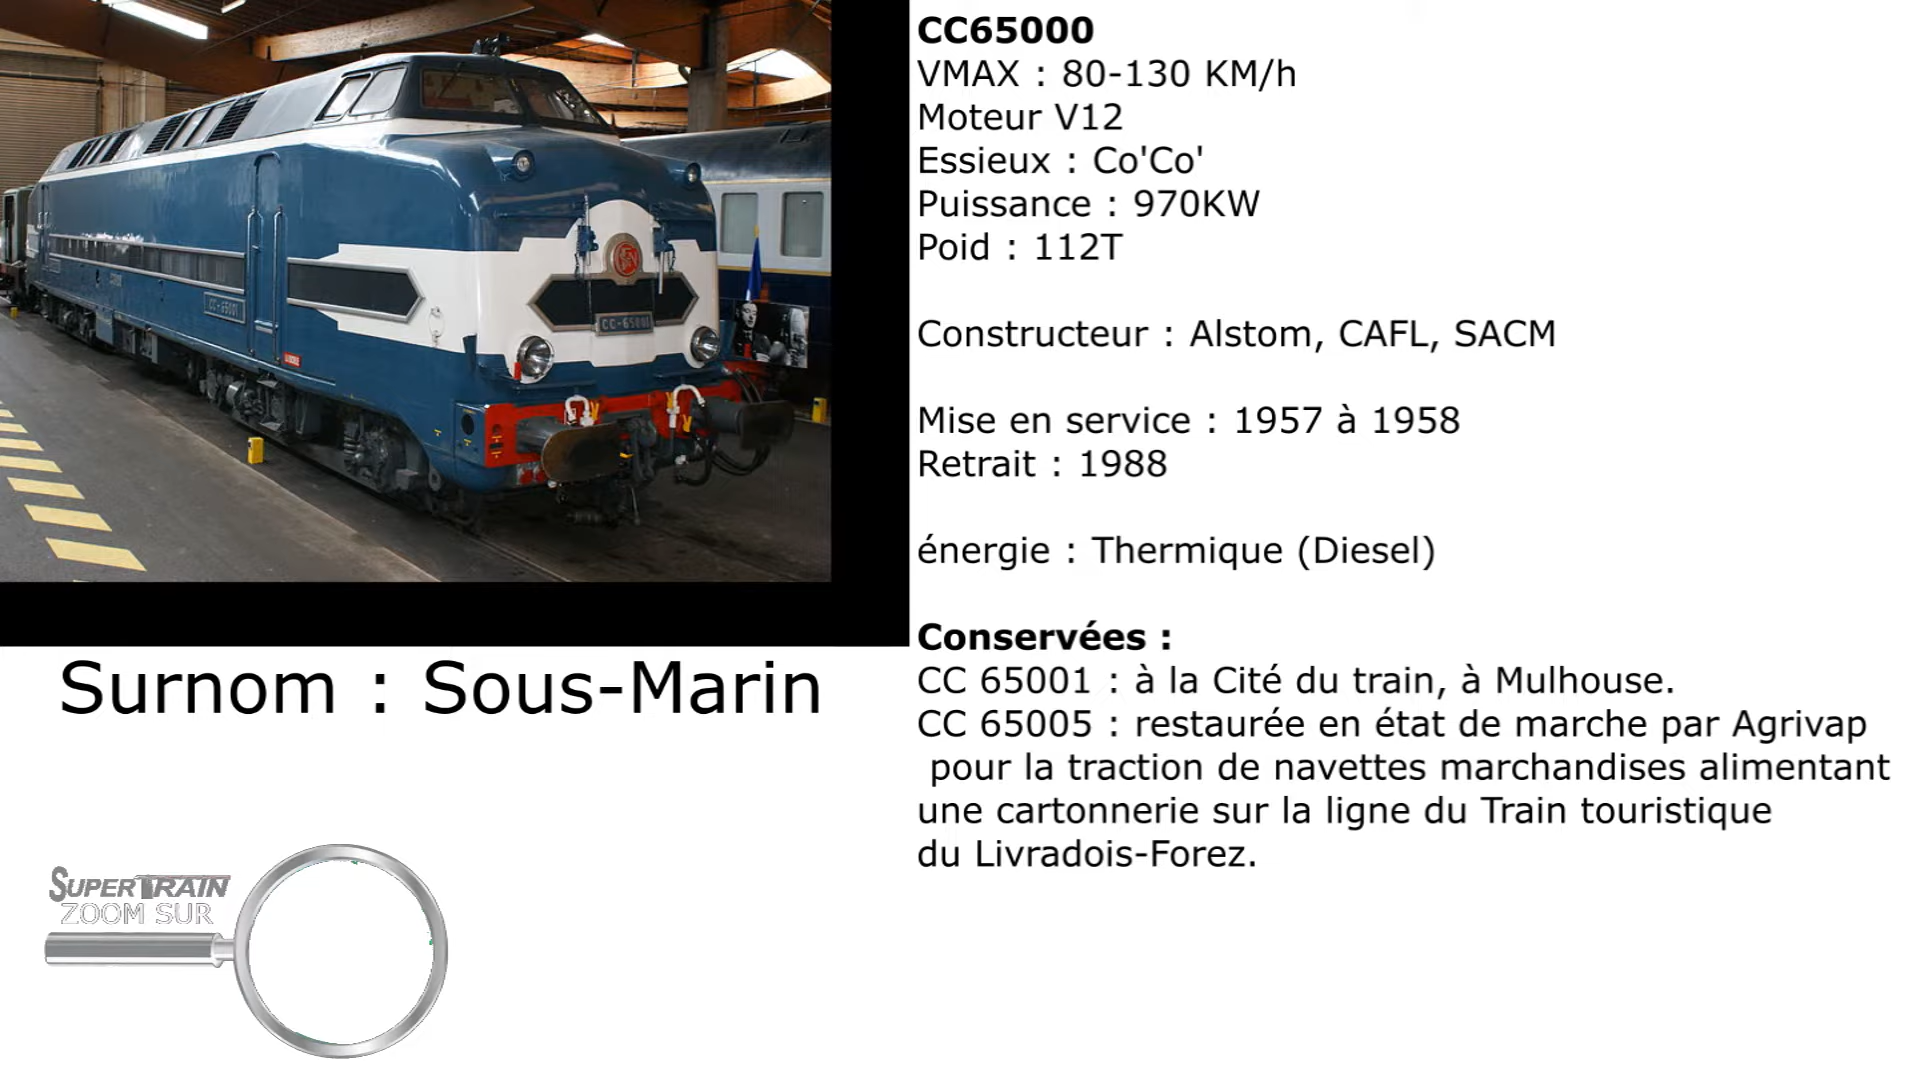 CC65000
VMAX : 80-130 KM/h
Moteur V12
Essieux : Co'Co'
Puissance : 970KW
Poid : 112T
Constructeur : Alstom, CAFL, SACM
Mise en service : 1957 à 1958
Retrait : 1988
énergie : Thermique (Diesel)
Conservées :
CC 65001 : à la Cité du train, à Mulhouse.
CC 65005 : restaurée en état de marche par Agrivap
pour la traction de navettes marchandises alimentant
une cartonnerie sur la ligne du Train touristique
du Livradois-Forez.
CC-65001
CC-65001
Surnom : Sous-Marin
SUPERTRAIN
ZOOM SUR